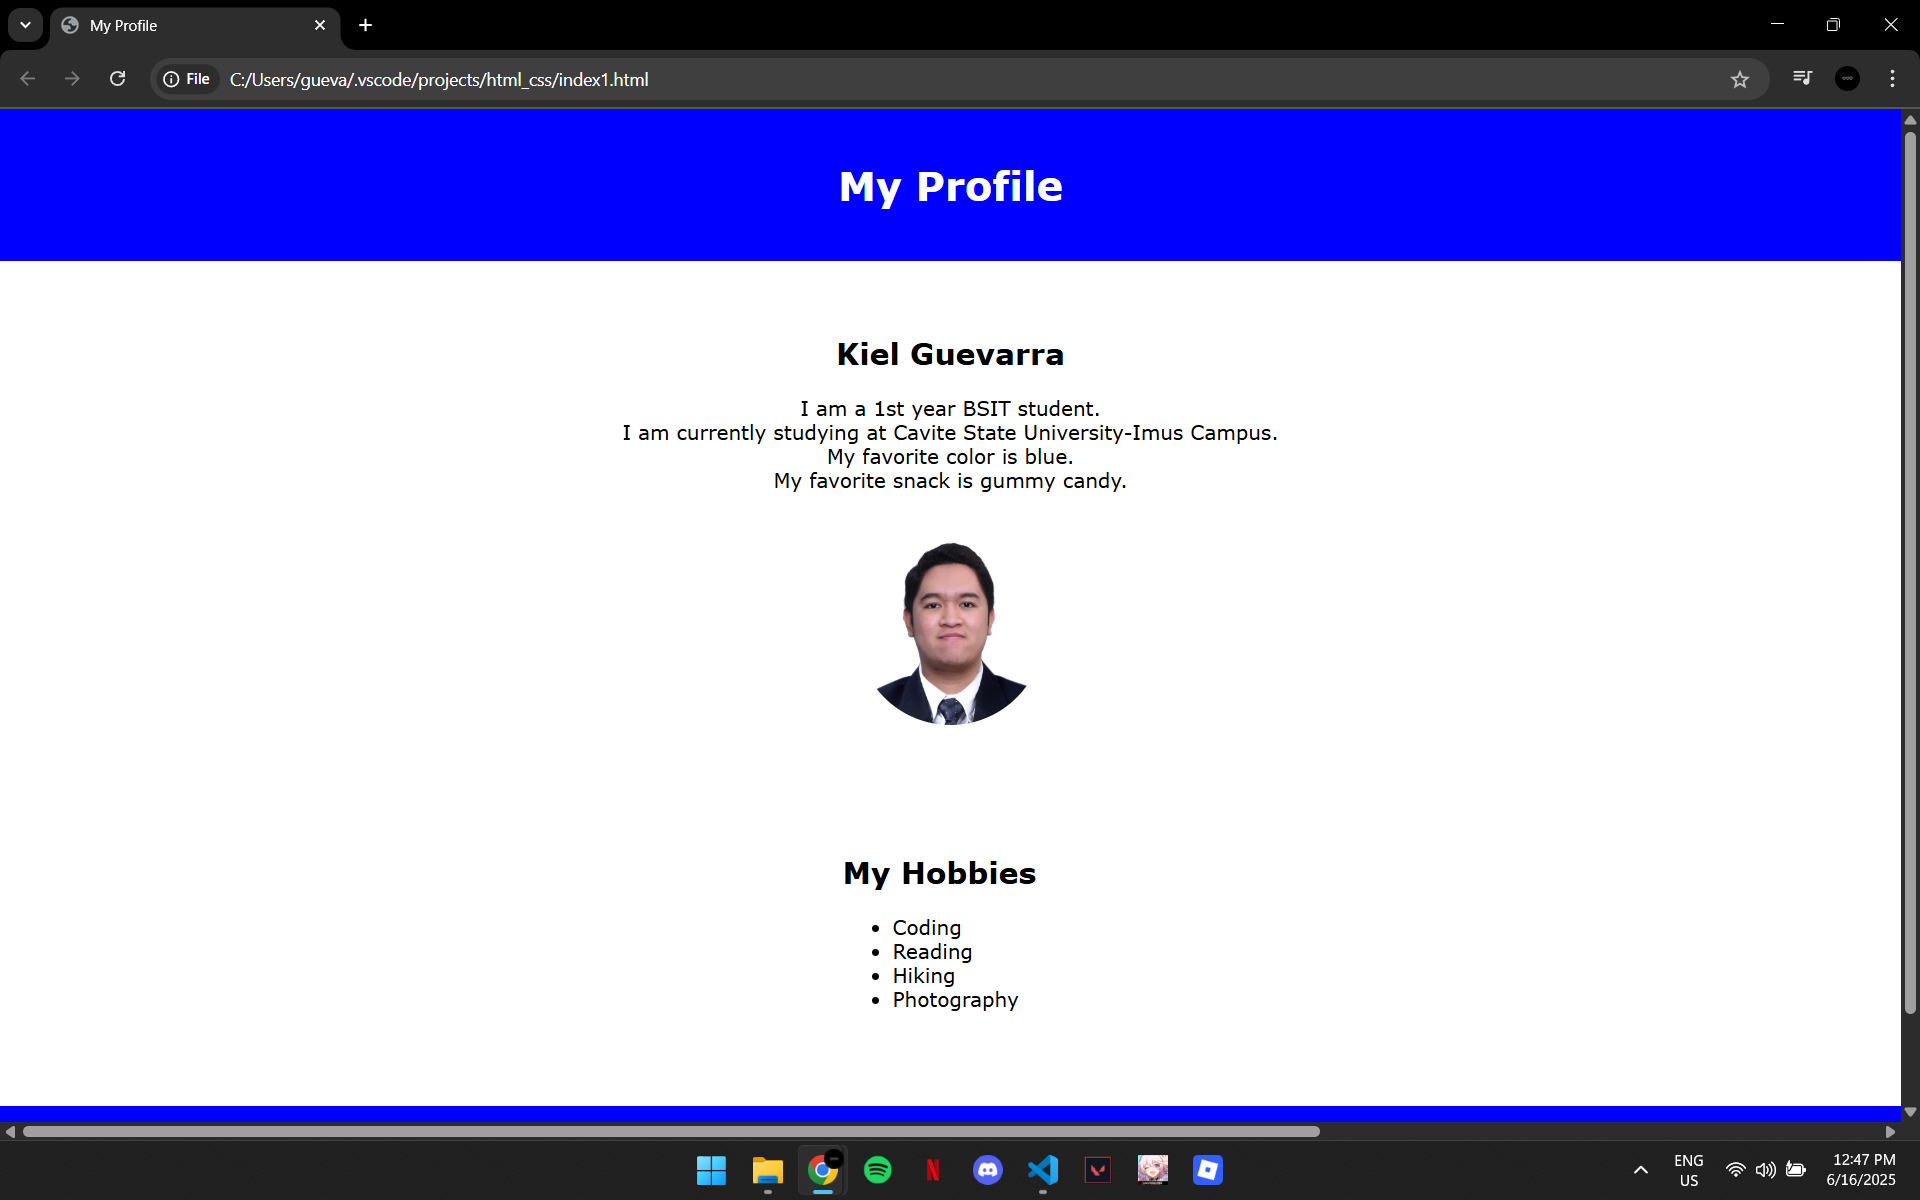 My Profile
File C:/Users/gueva/.vscode/projects/html_css/index1.html
My Profile
Kiel Guevarra
I am a 1st year BSIT student.
I am currently studying at Cavite State University-Imus Campus.
My favorite color is blue.
My favorite snack is gummy candy.
My Hobbies
• Coding
• Reading
• Hiking
• Photography
ENG
US
12:47 PM
6/16/2025